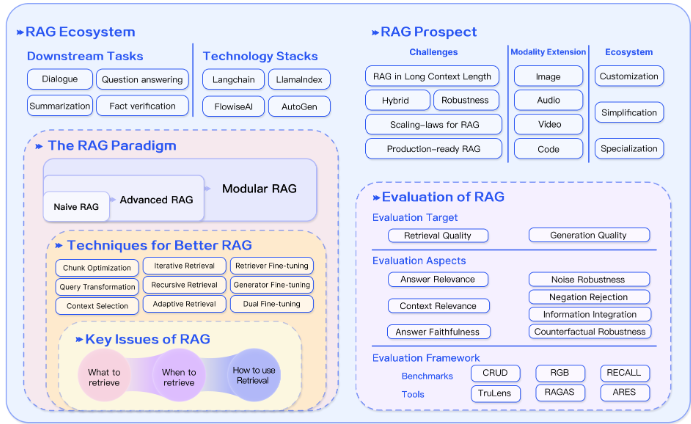 RAG Ecosystem
Downstream Tasks
Dialogue
Question answering
Summarization
Fact verification
Technology Stacks
Langchain
LlamaIndex
FlowiseAI
AutoGen
The RAG Paradigm
Naive RAG
Advanced RAG
Modular RAG
Techniques for Better RAG
Chunk Optimization
Iterative Retrieval
Retriever Fine-tuning
Query Transformation
Recursive Retrieval
Generator Fine-tuning
Context Selection
Adaptive Retrieval
Dual Fine-tuning
Key Issues of RAG
What to
retrieve
When to
retrieve
How to use
Retrieval
RAG Prospect
Challenges
RAG in Long Context Length
Hybrid
Robustness
Scaling-laws for RAG
Production-ready RAG
Modality Extension
Image
Audio
Video
Code
Ecosystem
Customization
Simplification
Specialization
Evaluation of RAG
Evaluation Target
Retrieval Quality
Generation Quality
Evaluation Aspects
Answer Relevance
Context Relevance
Answer Faithfulness
Noise Robustness
Negation Rejection
Information Integration
Counterfactual Robustness
Evaluation Framework
Benchmarks
CRUD
RGB
RECALL
Tools
TruLens
RAGAS
ARES